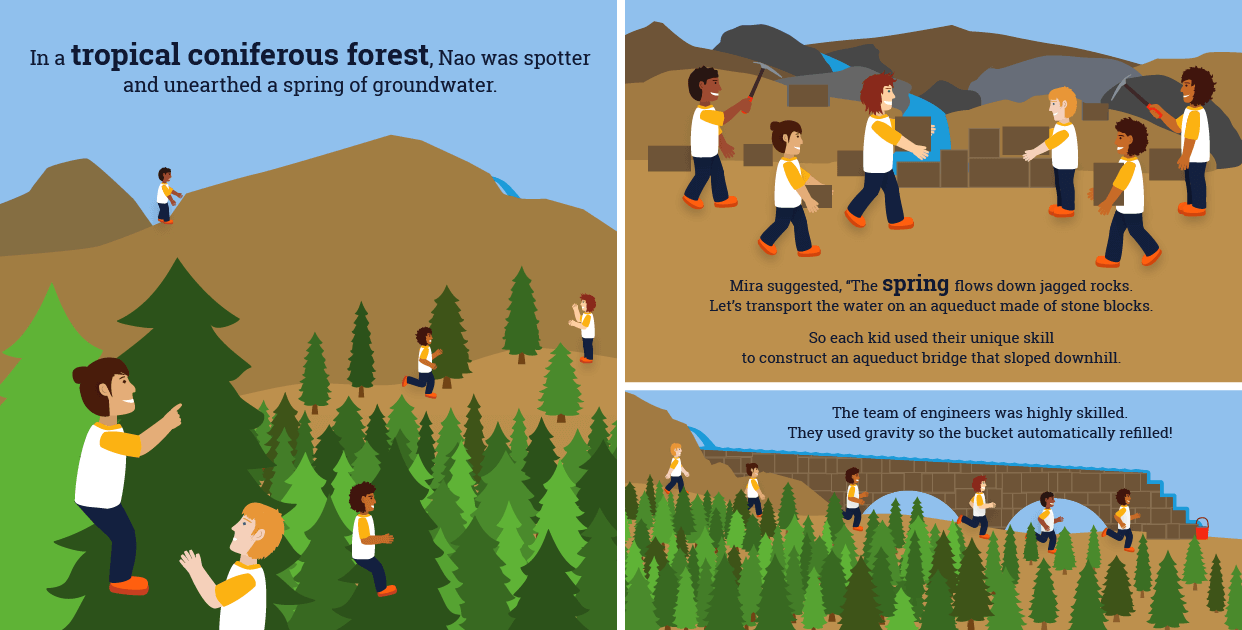 In a tropical coniferous forest, Nao was spotter
and unearthed a spring of groundwater.
Mira suggested, “The spring flows down jagged rocks.
Let’s transport the water on an aqueduct made of stone blocks.
So each kid used their unique skill
to construct an aqueduct bridge that sloped downhill.
The team of engineers was highly skilled.
They used gravity so the bucket automatically refilled!